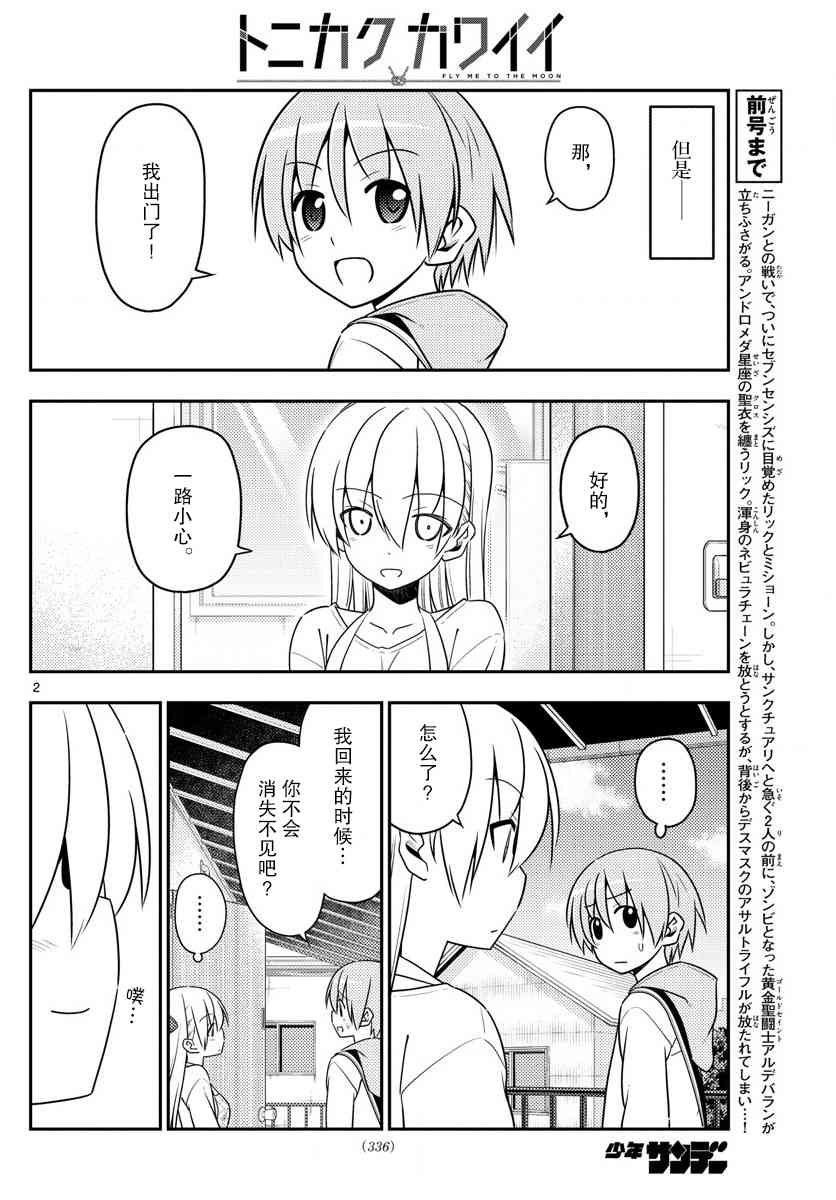 トニカクカワイイ
FLY ME TO THE MOON
前号まで
ぜんごう
ニーガンとの戦いで、ついにセブンセンシズに目覚めたリックとミショーン。しかし、サンクチュアリへと急ぐ2人の前に、ゾンビとなった黄金聖闘士アルデバランが
立ちふさがる。アンドロメダ星座の聖衣を纏うリック。渾身のネビュラチェーンを放とうとするが、背後からデスマスクのアサルトライフルが放たれてしまい…！
但是——
那，
我出门了！
好的，
一路小心。
2
……
怎么了？
我回来的时候…
你不会
消失不见吧？
……
噗…
(336)
少年サンデー